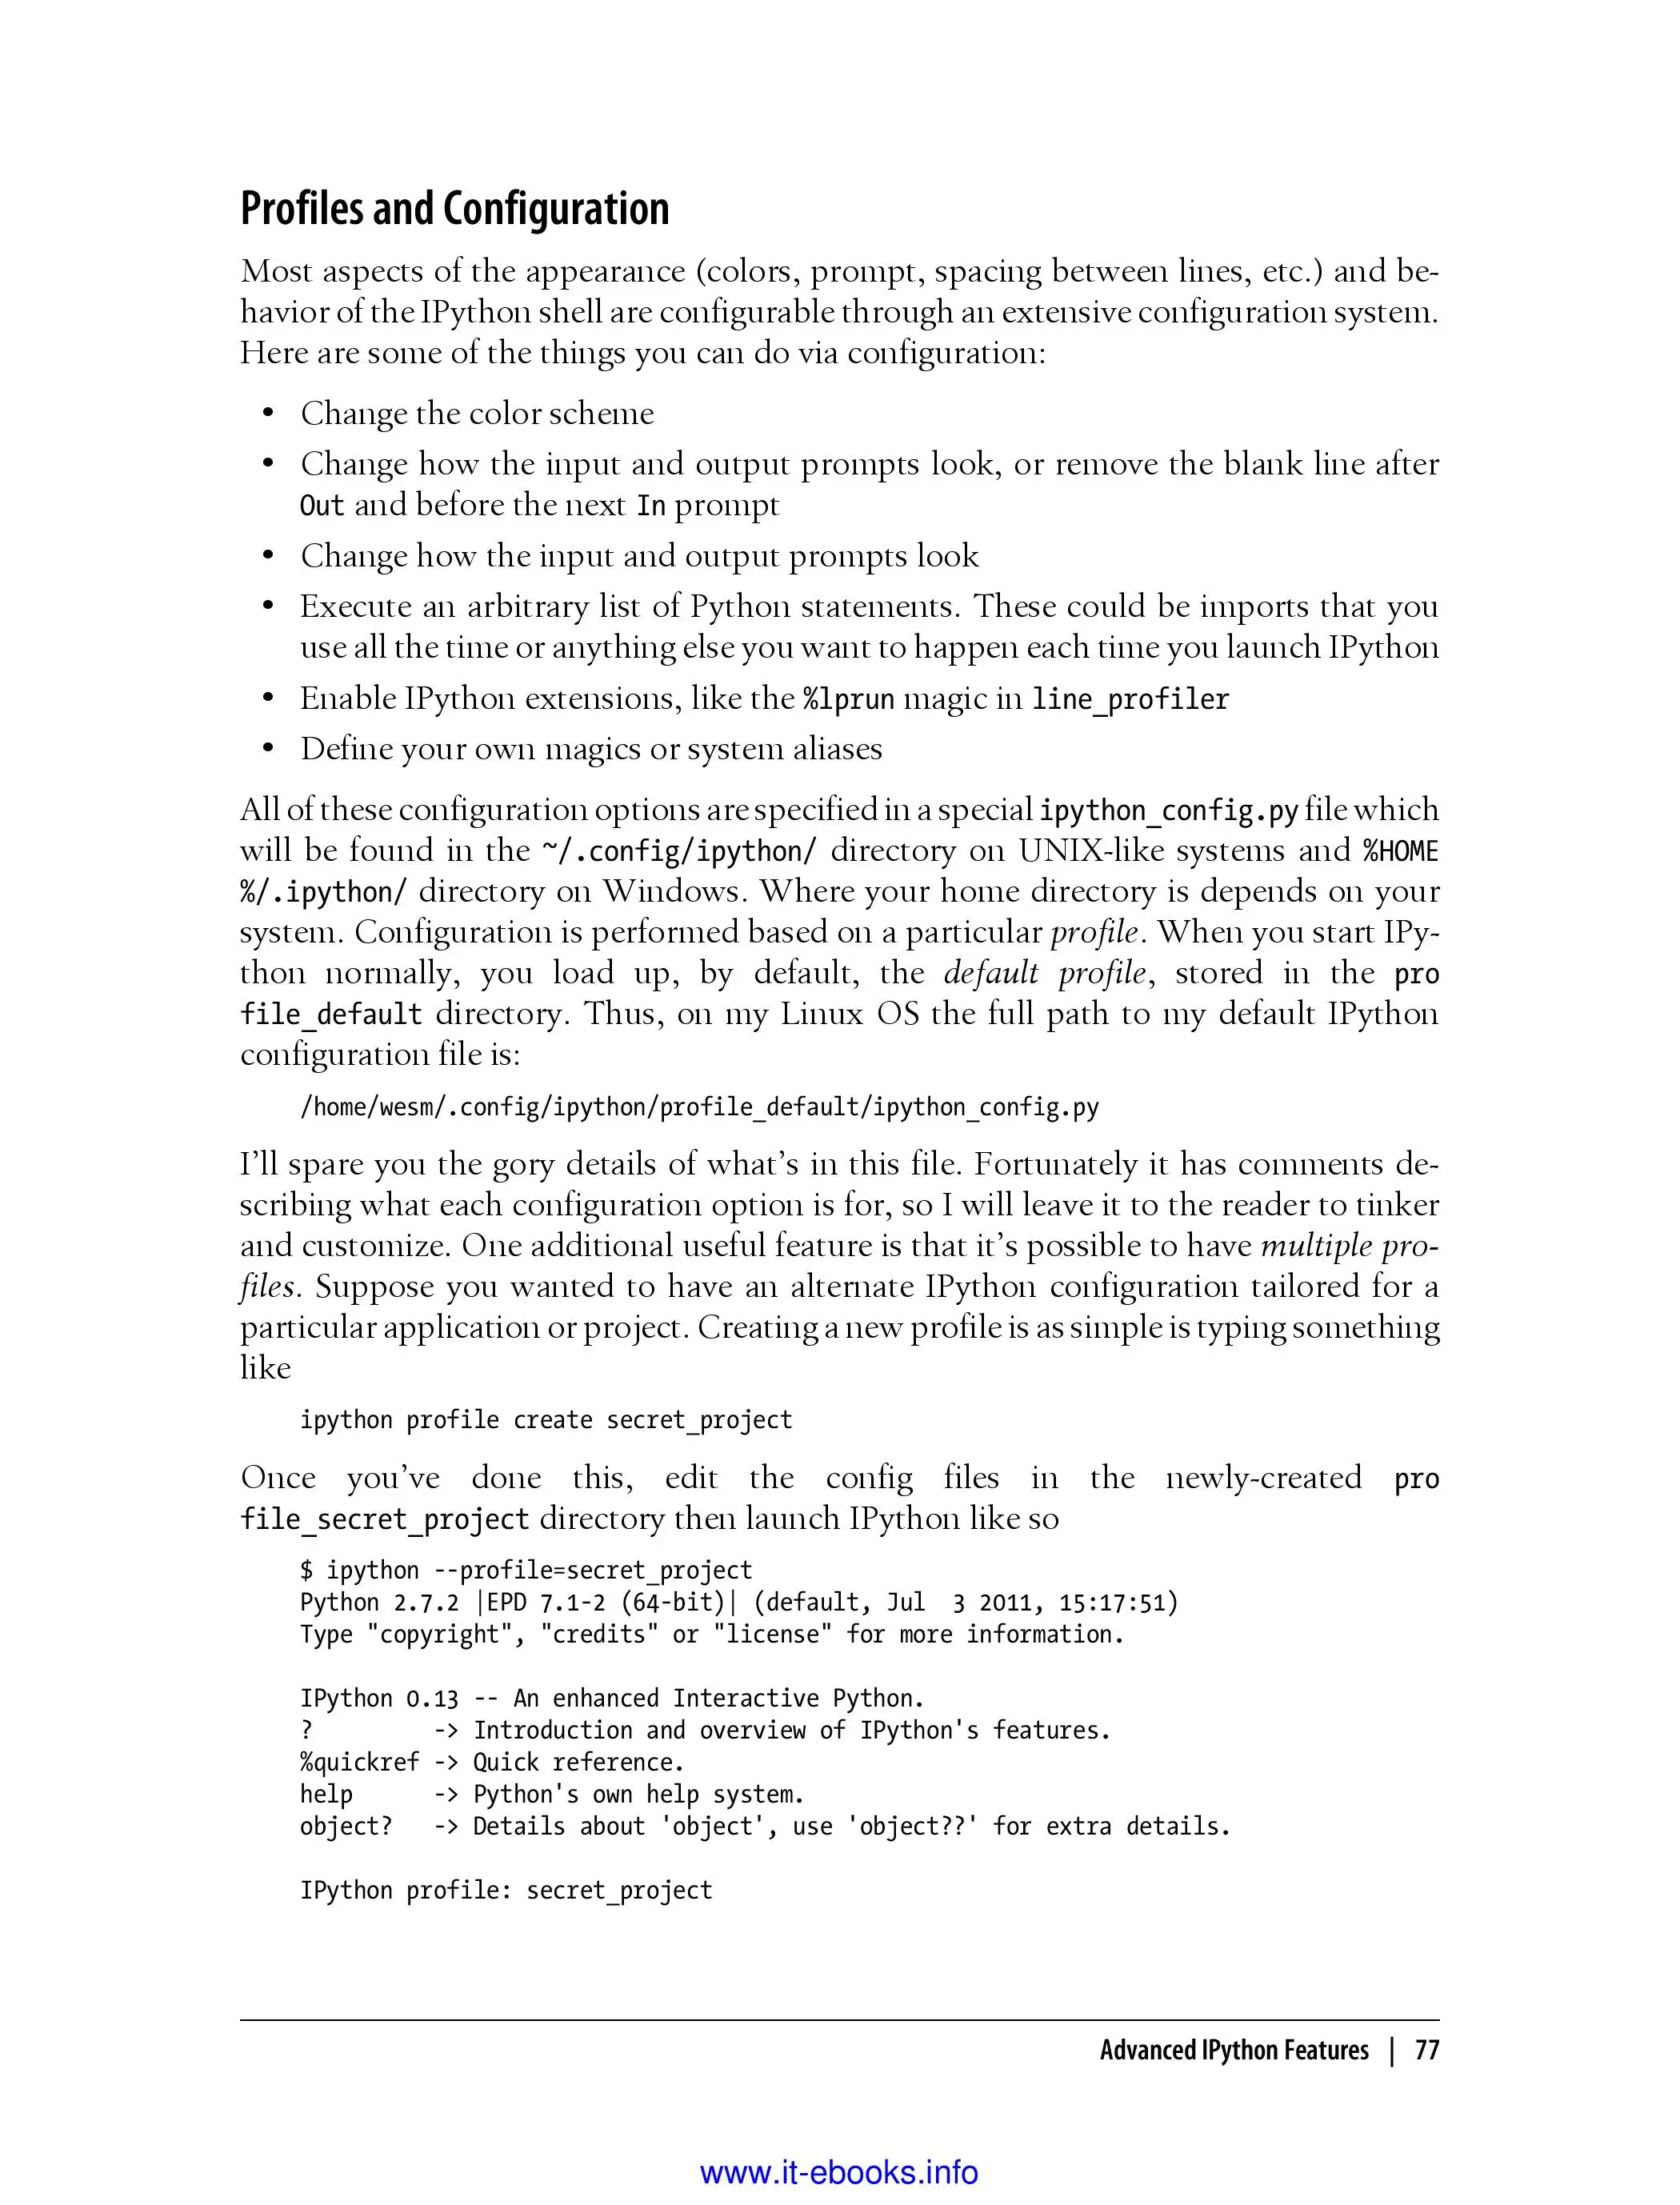 Profiles and Configuration
Most aspects of the appearance (colors, prompt, spacing between lines, etc.) and be-
havior of the IPython shell are configurable through an extensive configuration system.
Here are some of the things you can do via configuration:
• Change the color scheme
• Change how the input and output prompts look, or remove the blank line after
Out and before the next In prompt
• Change how the input and output prompts look
• Execute an arbitrary list of Python statements. These could be imports that you
use all the time or anything else you want to happen each time you launch IPython
• Enable IPython extensions, like the %lprun magic in line_profiler
• Define your own magics or system aliases
All of these configuration options are specified in a special ipython_config.py file which
will be found in the ~/.config/ipython/ directory on UNIX-like systems and %HOME
%/.ipython/ directory on Windows. Where your home directory is depends on your
system. Configuration is performed based on a particular profile. When you start IPy-
thon normally, you load up, by default, the default profile, stored in the pro
file_default directory. Thus, on my Linux OS the full path to my default IPython
configuration file is:
/home/wesm/.config/ipython/profile_default/ipython_config.py
I'll spare you the gory details of what's in this file. Fortunately it has comments de-
scribing what each configuration option is for, so I will leave it to the reader to tinker
and customize. One additional useful feature is that it's possible to have multiple pro-
files. Suppose you wanted to have an alternate IPython configuration tailored for a
particular application or project. Creating a new profile is as simple is typing something
like
ipython profile create secret_project
Once you've done this, edit the config files in the newly-created pro
file_secret_project directory then launch IPython like so
$ ipython --profile=secret_project
Python 2.7.2 |EPD 7.1-2 (64-bit)| (default, Jul  3 2011, 15:17:51)
Type "copyright", "credits" or "license" for more information.
IPython 0.13 -- An enhanced Interactive Python.
?         -> Introduction and overview of IPython's features.
%quickref -> Quick reference.
help      -> Python's own help system.
object?   -> Details about 'object', use 'object??' for extra details.
IPython profile: secret_project
Advanced IPython Features | 77
www.it-ebooks.info